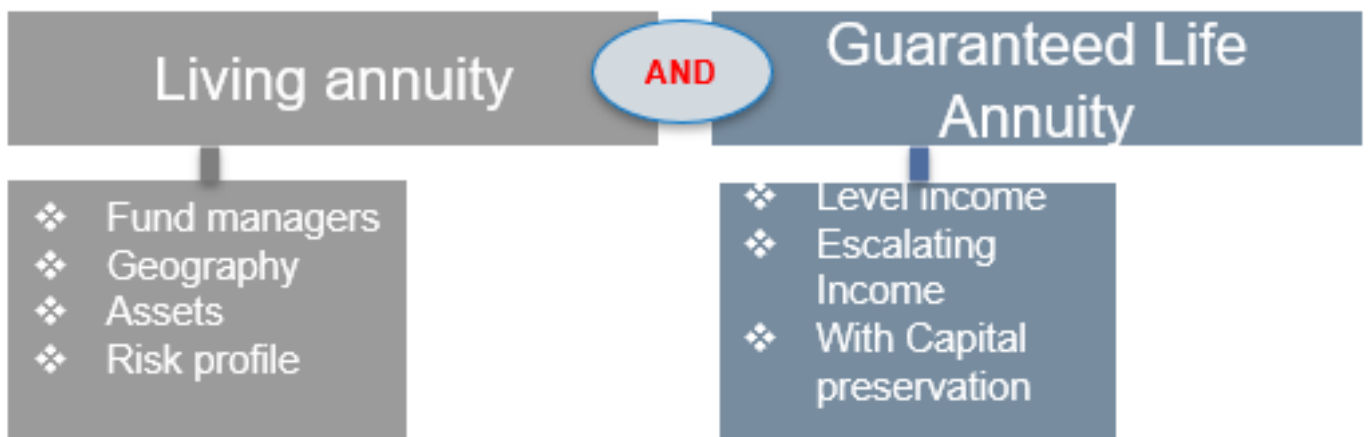 Living annuity
AND
Guaranteed Life
Annuity
❖ Fund managers
❖ Geography
❖ Assets
❖ Risk profile
❖ Level income
❖ Escalating
Income
❖ With Capital
preservation